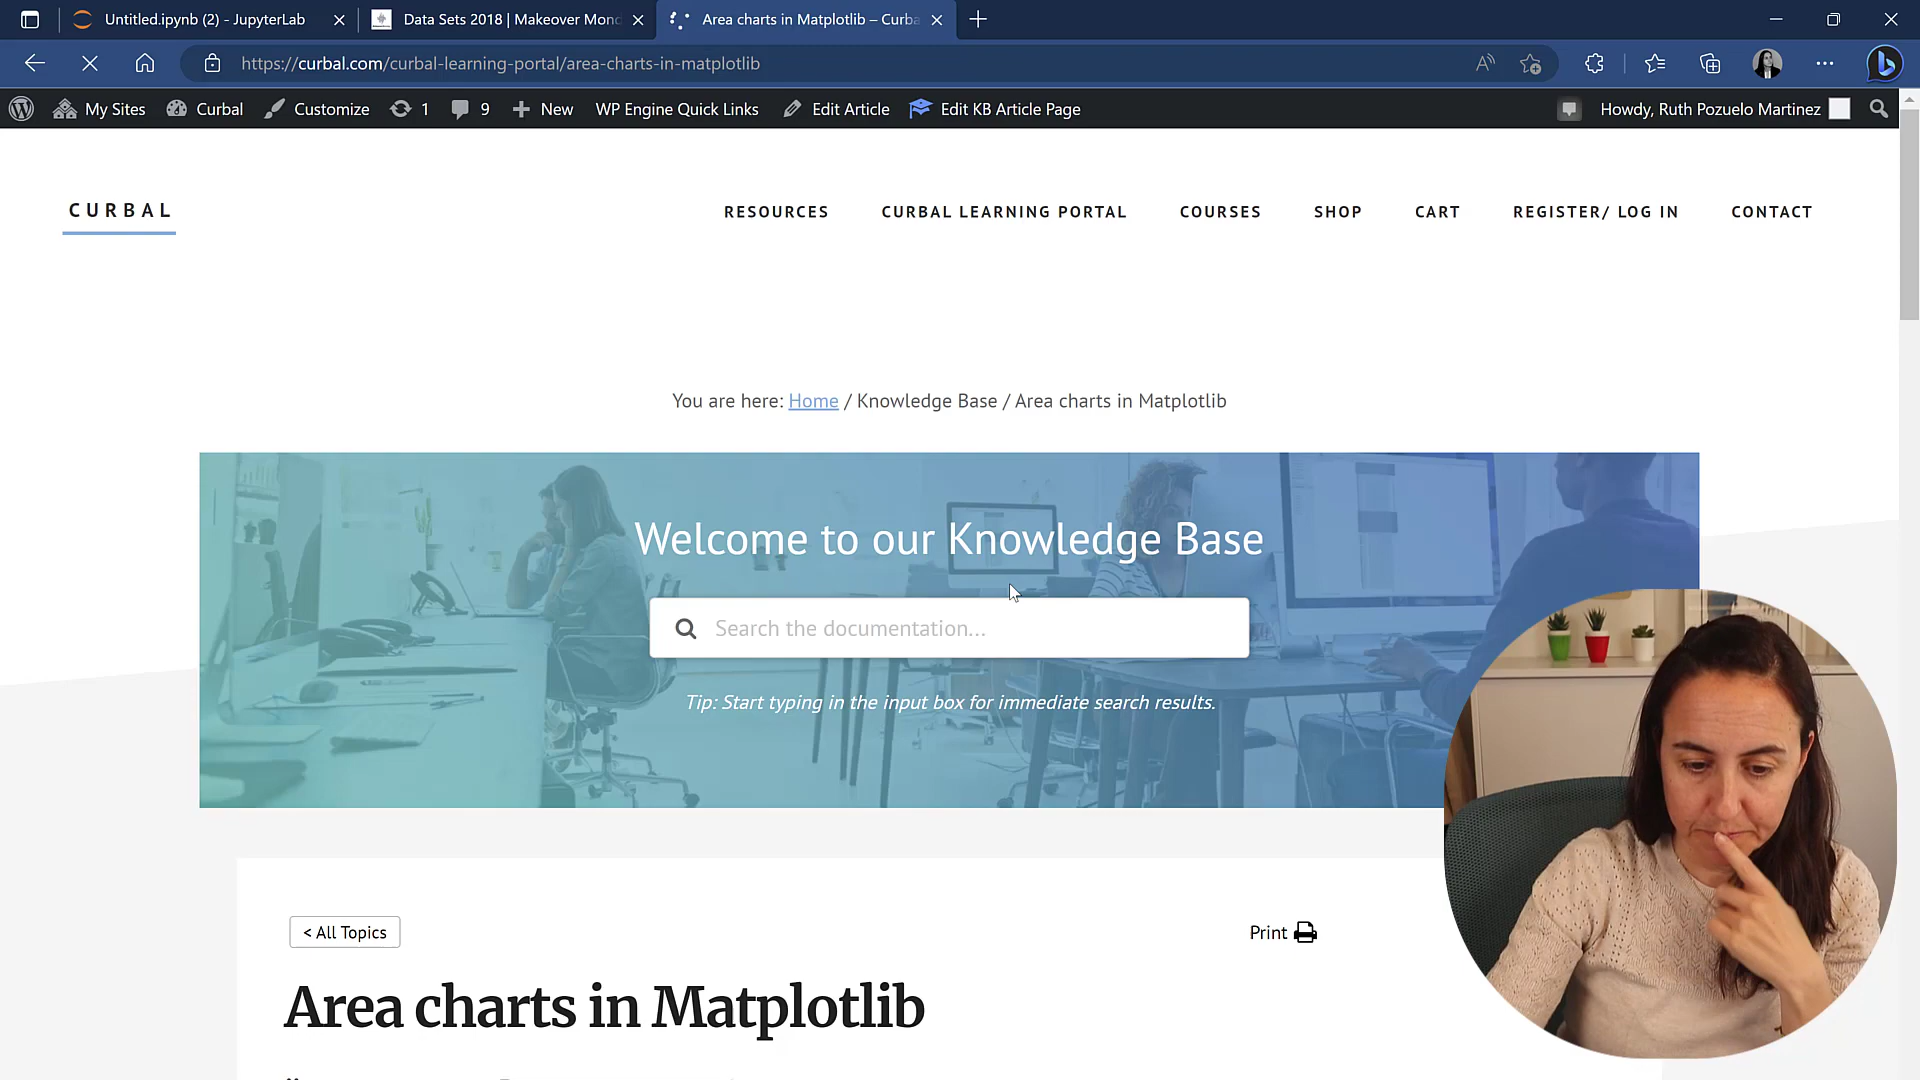 Untitled.ipynb (2) - JupyterLab
Data Sets 2018 | Makeover Mond
Area charts in Matplotlib – Curba
https://curbal.com/curbal-learning-portal/area-charts-in-matplotlib
My Sites
Curbal
Customize
1
9
New
WP Engine Quick Links
Edit Article
Edit KB Article Page
Howdy, Ruth Pozuelo Martinez
CURBAL
RESOURCES
CURBAL LEARNING PORTAL
COURSES
SHOP
CART
REGISTER/ LOG IN
CONTACT
You are here: Home / Knowledge Base / Area charts in Matplotlib
Welcome to our Knowledge Base
Search the documentation...
Tip: Start typing in the input box for immediate search results.
< All Topics
Print
Area charts in Matplotlib